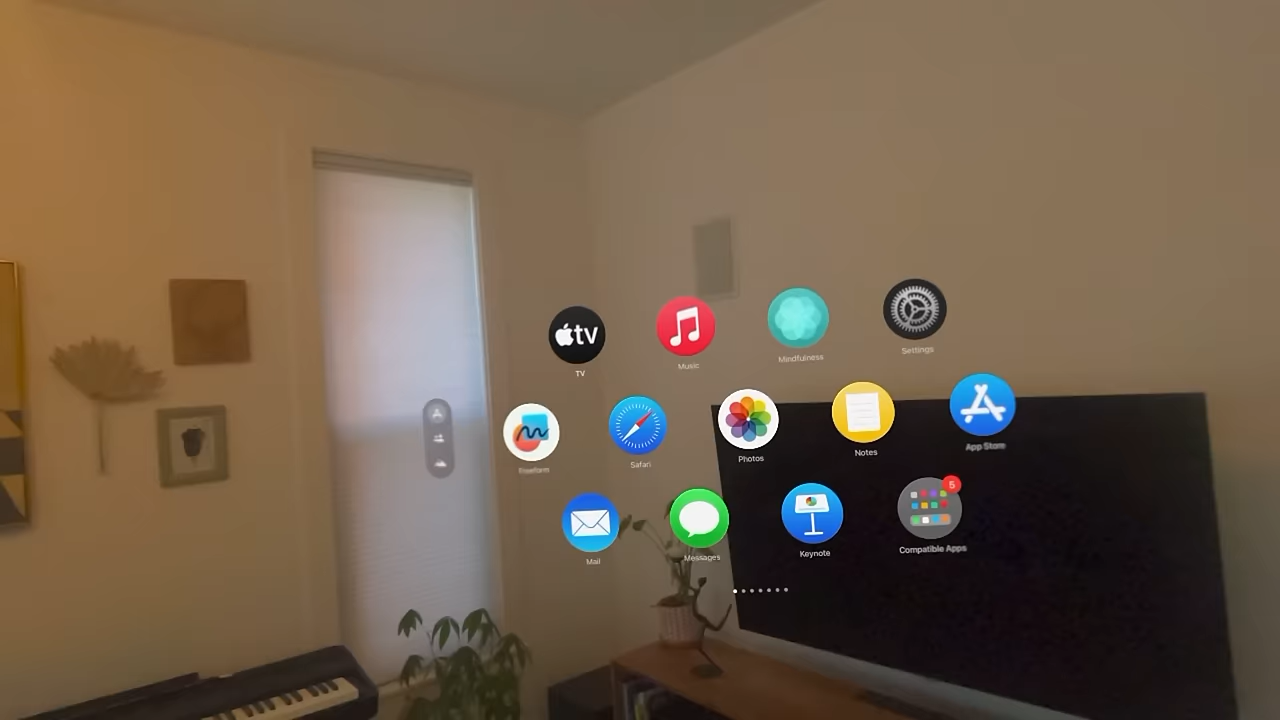 tv
TV
Music
Mindfulness
Settings
Freeform
Safari
Photos
Notes
App Store
Mail
Messages
Keynote
5
Compatible Apps